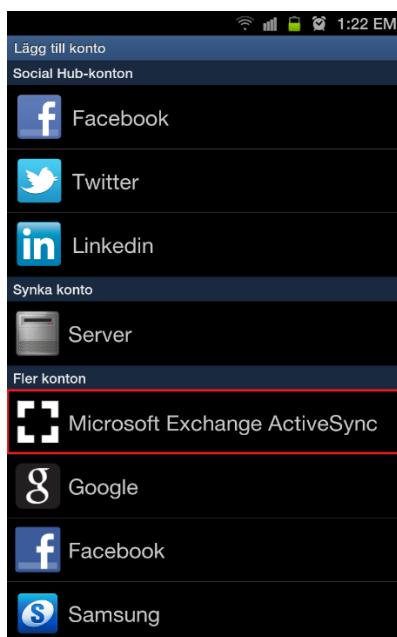 1:22 EM
Lägg till konto
Social Hub-konton
Facebook
Twitter
Linkedin
Synka konto
Server
Fler konton
Microsoft Exchange ActiveSync
Google
Facebook
Samsung